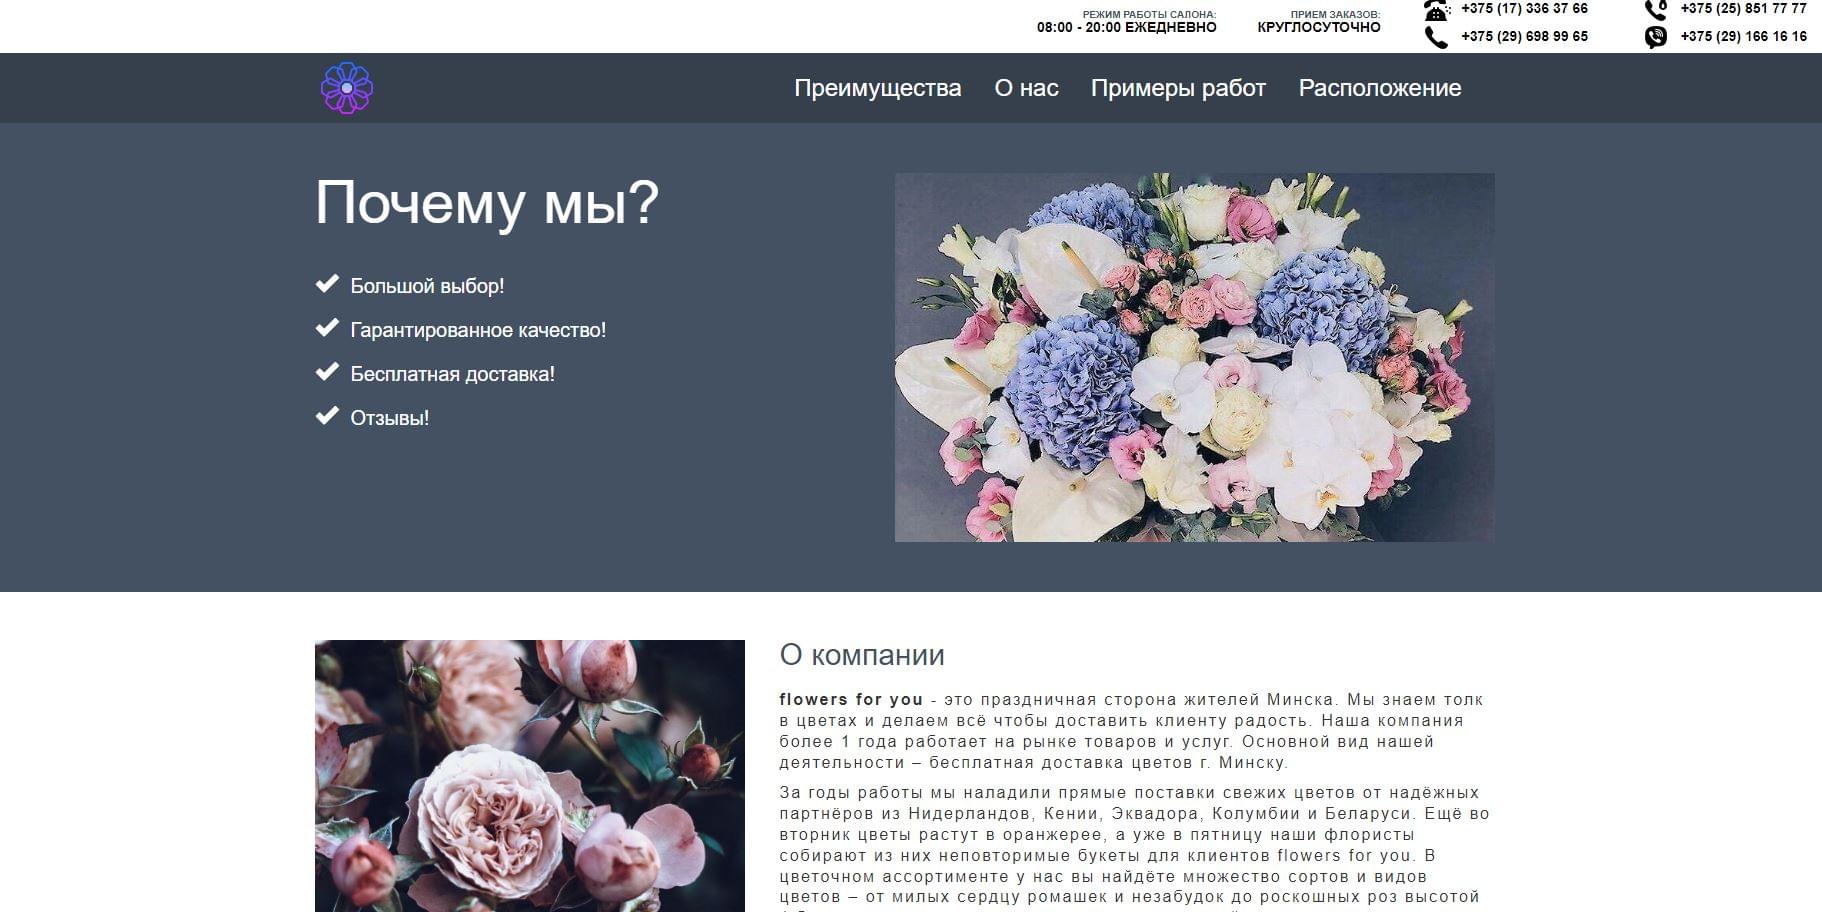 РЕЖИМ РАБОТЫ САЛОНА:
08:00 - 20:00 ЕЖЕДНЕВНО
ПРИЕМ ЗАКАЗОВ:
КРУГЛОСУТОЧНО
+375 (17) 336 37 66
+375 (29) 698 99 65
+375 (25) 851 77 77
+375 (29) 166 16 16
Преимущества О нас Примеры работ Расположение
Почему мы?
Большой выбор!
Гарантированное качество!
Бесплатная доставка!
Отзывы!
О компании
flowers for you - это праздничная сторона жителей Минска. Мы знаем толк
в цветах и делаем всё чтобы доставить клиенту радость. Наша компания
более 1 года работает на рынке товаров и услуг. Основной вид нашей
деятельности – бесплатная доставка цветов г. Минску.
За годы работы мы наладили прямые поставки свежих цветов от надёжных
партнёров из Нидерландов, Кении, Эквадора, Колумбии и Беларуси. Ещё во
вторник цветы растут в оранжерее, а уже в пятницу наши флористы
собирают из них неповторимые букеты для клиентов flowers for you. В
цветочном ассортименте у нас вы найдёте множество сортов и видов
цветов – от милых сердцу ромашек и незабудок до роскошных роз высотой